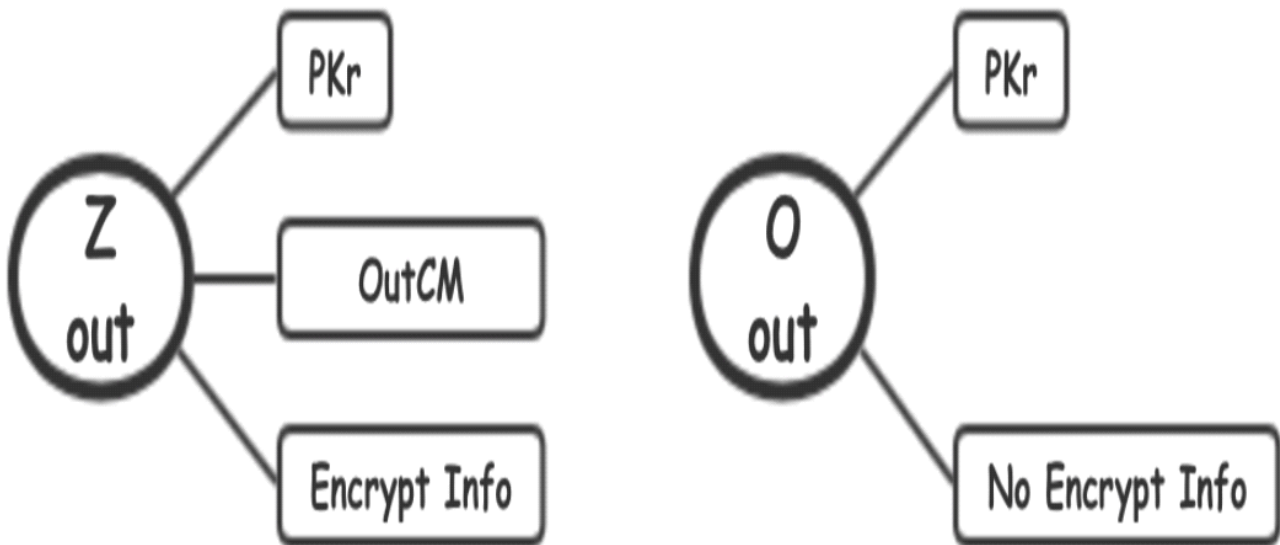 Z
out
PKr
OutCM
Encrypt Info
O
out
PKr
No Encrypt Info